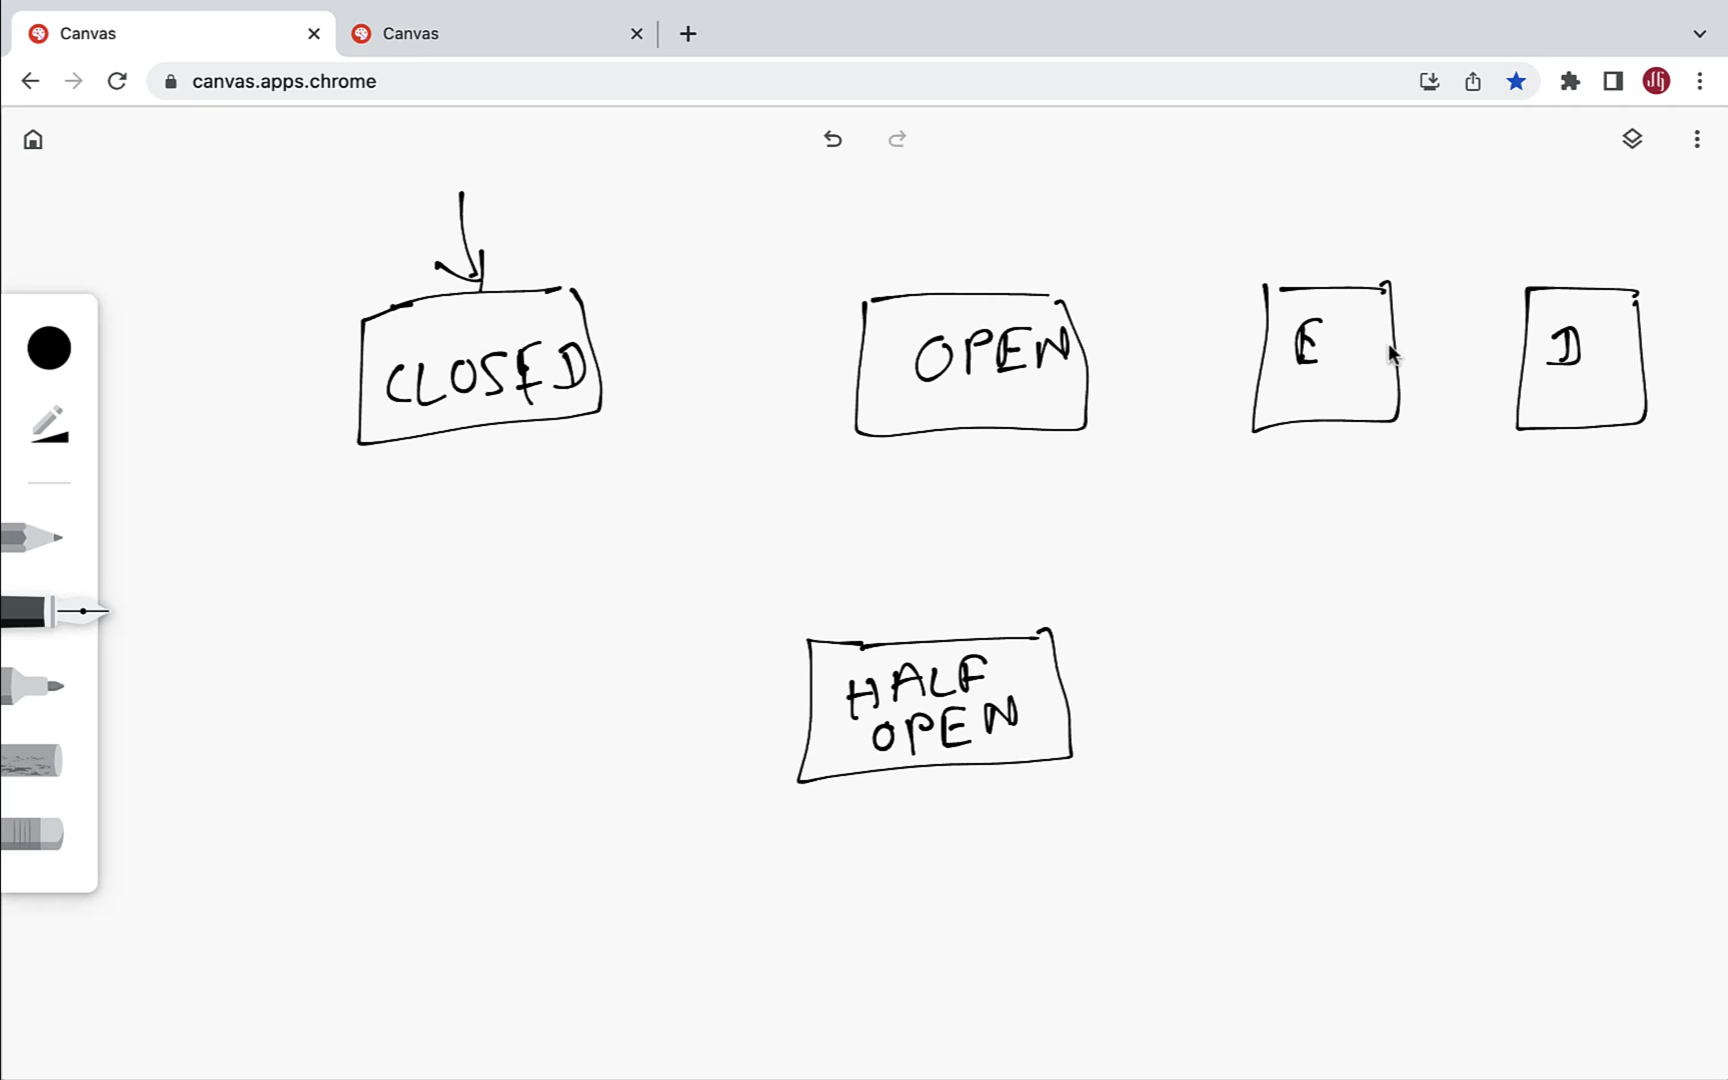 Canvas
Canvas
canvas.apps.chrome
CLOSED
OPEN
E
D
HALF
OPEN